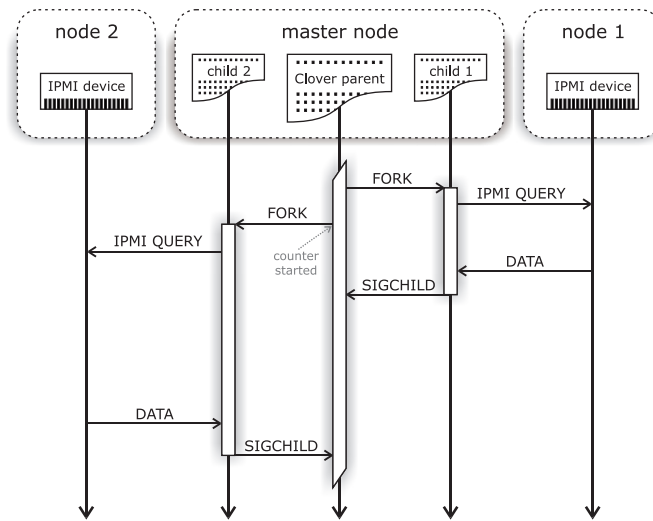 node 2
master node
node 1
IPMI device
child 2
Clover parent
child 1
IPMI device
FORK
IPMI QUERY
FORK
IPMI QUERY
counter
started
DATA
SIGCHILD
DATA
SIGCHILD